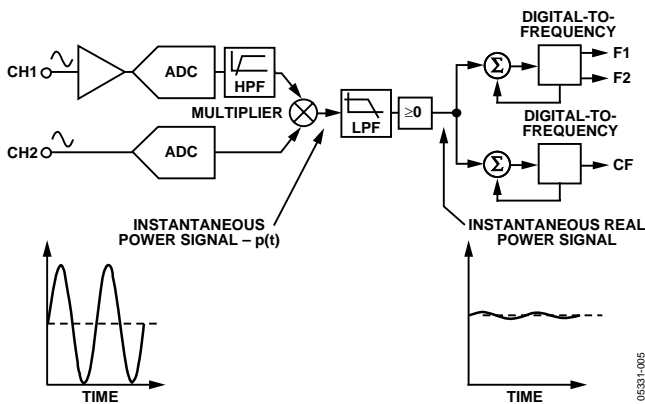 DIGITAL-TO-
FREQUENCY
CH1
ADC
HPF
Σ
F1
F2
MULTIPLIER
LPF
≥0
DIGITAL-TO-
FREQUENCY
CH2
ADC
Σ
CF
INSTANTANEOUS
POWER SIGNAL – p(t)
INSTANTANEOUS REAL
POWER SIGNAL
TIME
TIME
05331-005